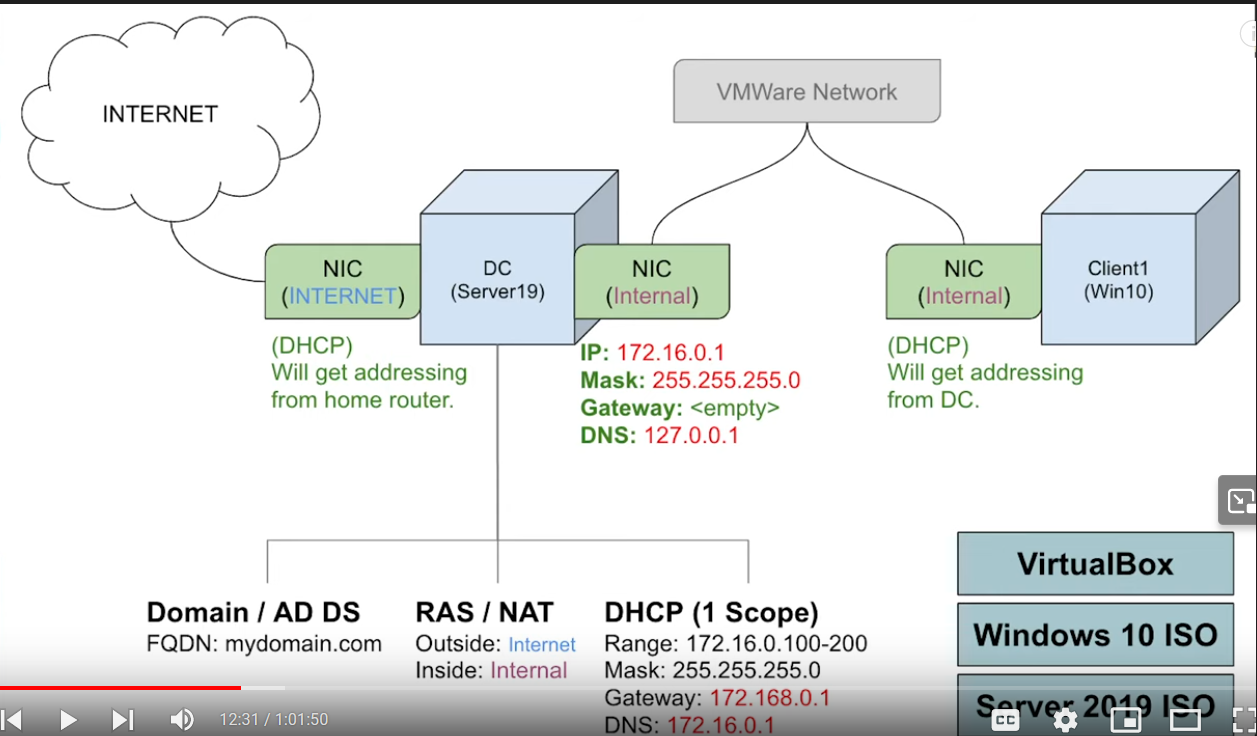 INTERNET
VMWare Network
NIC
(INTERNET)
DC
(Server19)
NIC
(Internal)
NIC
(Internal)
Client1
(Win10)
(DHCP)
Will get addressing
from home router.
IP: 172.16.0.1
Mask: 255.255.255.0
Gateway: <empty>
DNS: 127.0.0.1
(DHCP)
Will get addressing
from DC.
Domain / AD DS
FQDN: mydomain.com
RAS / NAT
Outside: Internet
Inside: Internal
DHCP (1 Scope)
Range: 172.16.0.100-200
Mask: 255.255.255.0
Gateway: 172.168.0.1
DNS: 172.16.0.1
VirtualBox
Windows 10 ISO
Server 2019 ISO
12:31 / 1:01:50
CC